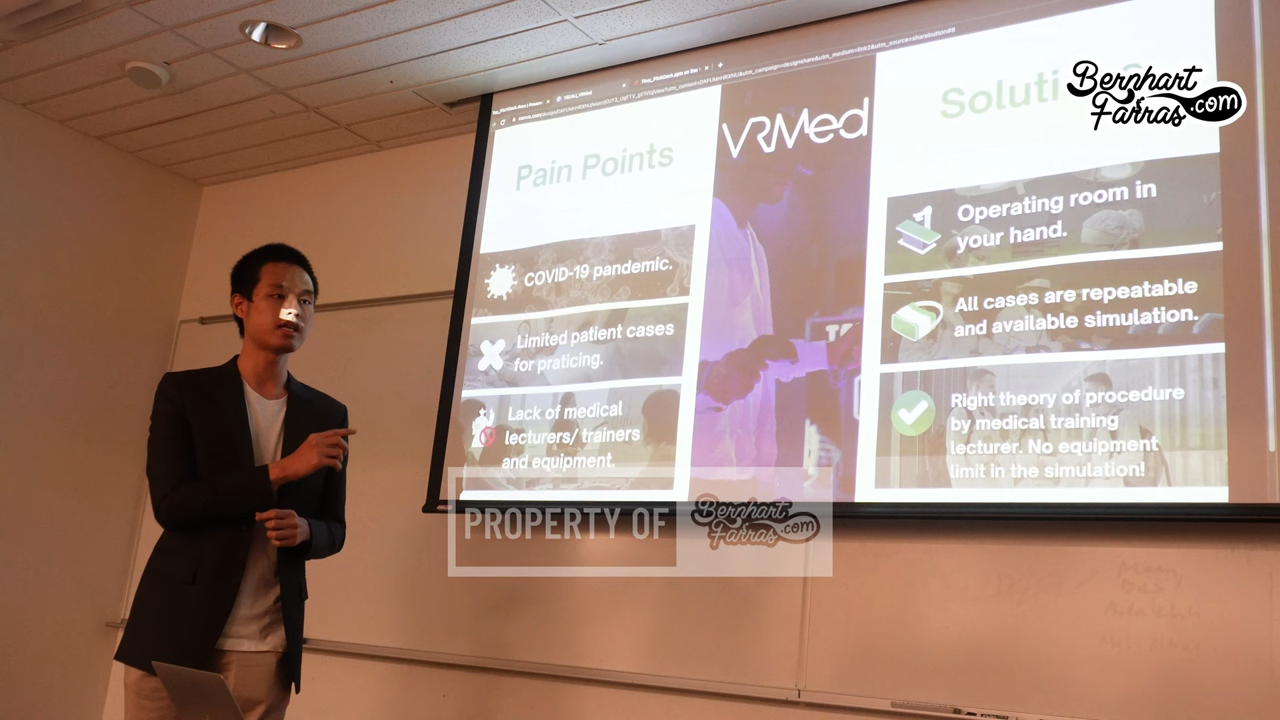 Bernhart
Farras.com
VRMed
Pain Points
COVID-19 pandemic.
Limited patient cases
for praticing.
Lack of medical
lecturers/ trainers
and equipment.
Operating room in
your hand.
All cases are repeatable
and available simulation.
Right theory of procedure
by medical training
lecturer. No equipment
limit in the simulation!
PROPERTY OF
Bernhart
Farras.com